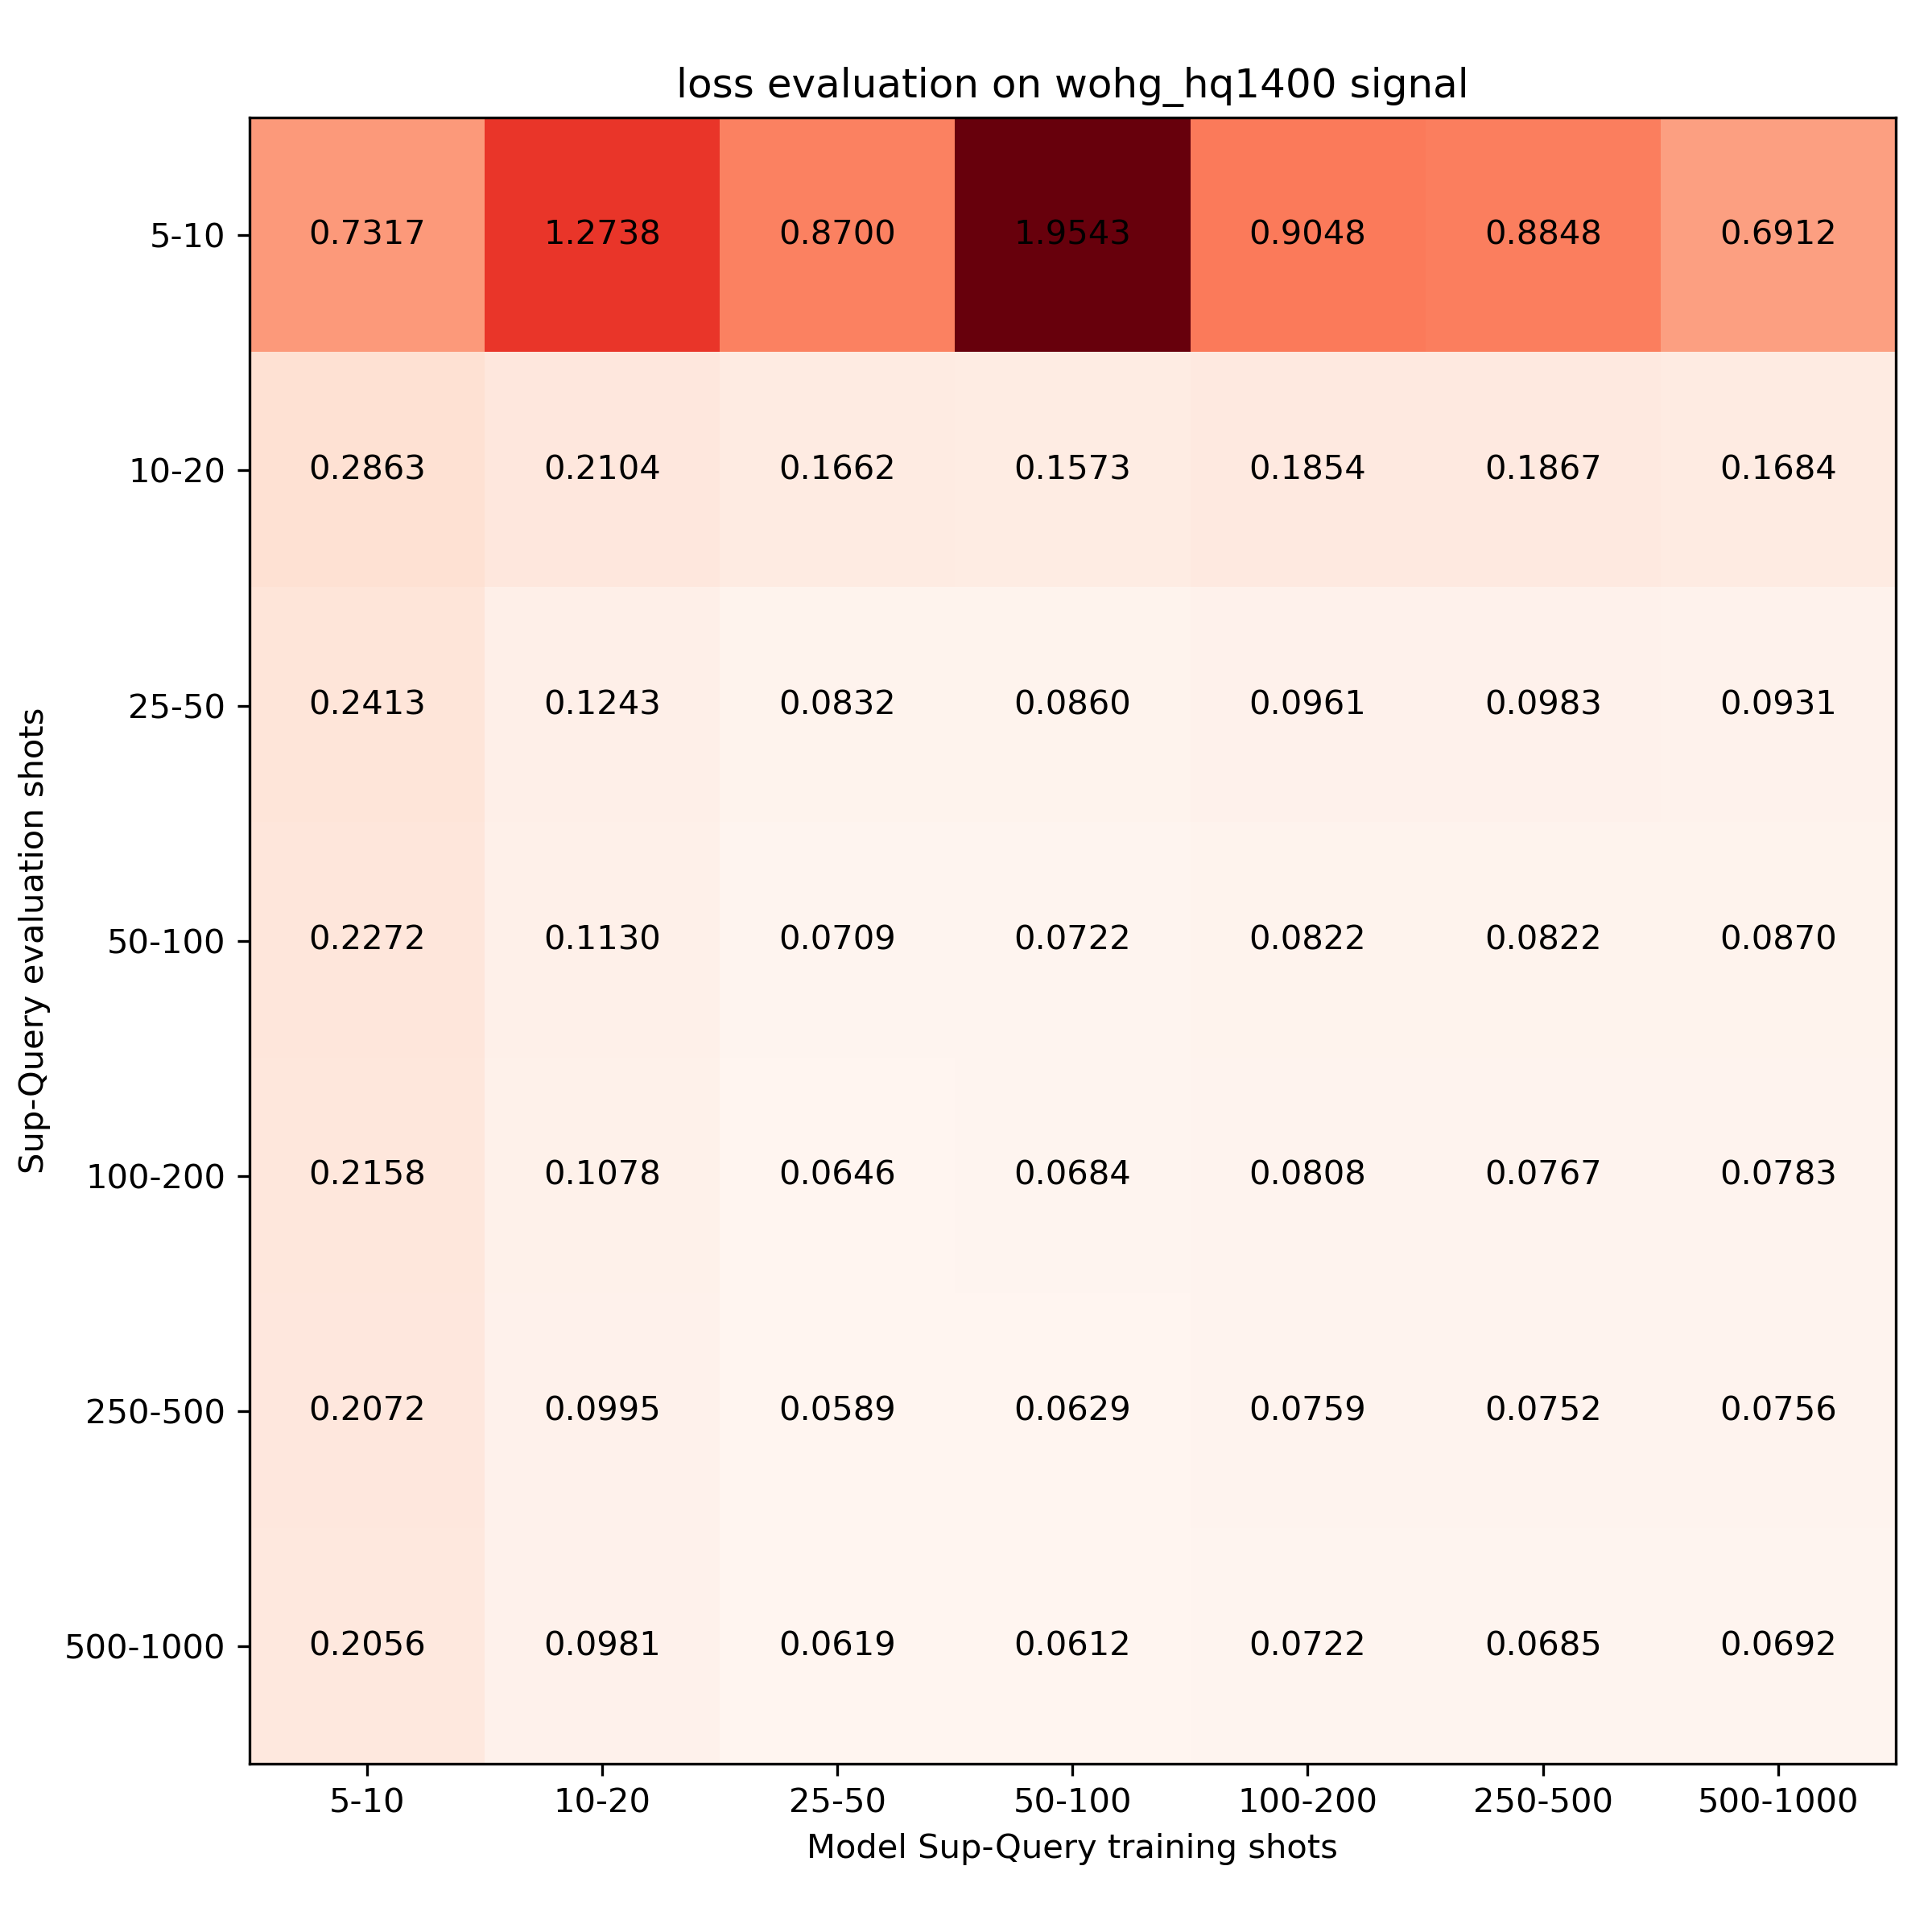 loss evaluation on wohg_hq1400 signal
Sup-Query evaluation shots
5-10 0.7317 1.2738 0.8700 1.9543 0.9048 0.8848 0.6912
10-20 0.2863 0.2104 0.1662 0.1573 0.1854 0.1867 0.1684
25-50 0.2413 0.1243 0.0832 0.0860 0.0961 0.0983 0.0931
50-100 0.2272 0.1130 0.0709 0.0722 0.0822 0.0822 0.0870
100-200 0.2158 0.1078 0.0646 0.0684 0.0808 0.0767 0.0783
250-500 0.2072 0.0995 0.0589 0.0629 0.0759 0.0752 0.0756
500-1000 0.2056 0.0981 0.0619 0.0612 0.0722 0.0685 0.0692
5-10 10-20 25-50 50-100 100-200 250-500 500-1000
Model Sup-Query training shots